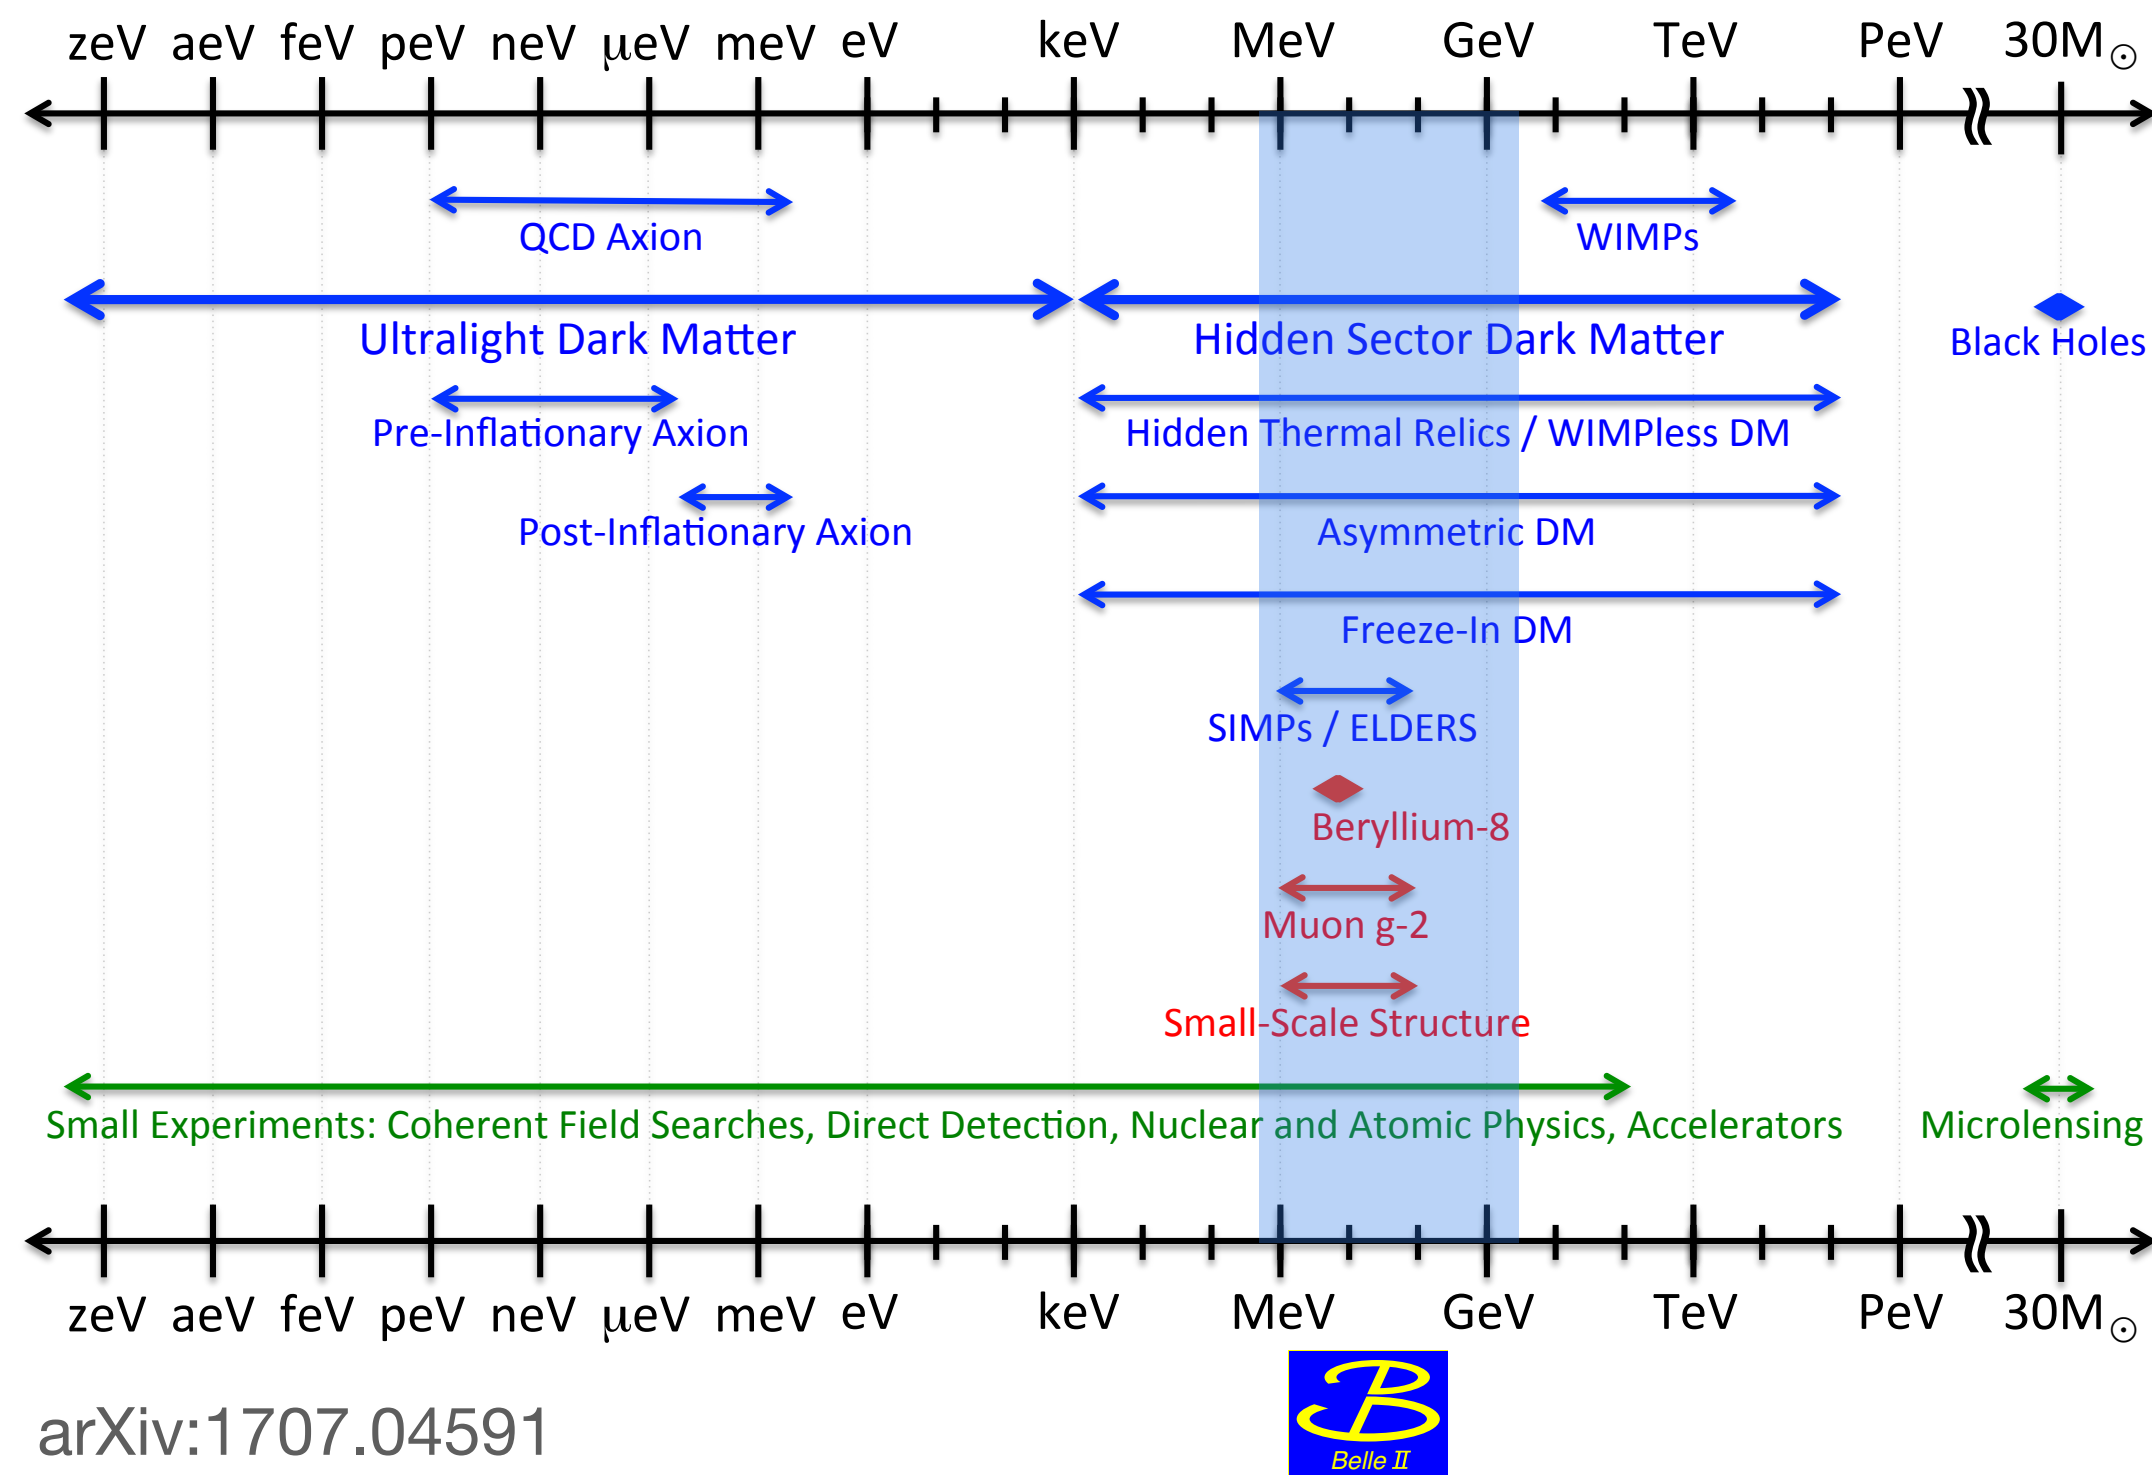 zeV aeV feV peV neV μeV meV eV keV MeV GeV TeV PeV 30M☉
QCD Axion WIMPs
Ultralight Dark Matter Hidden Sector Dark Matter Black Holes
Pre-Inflationary Axion Hidden Thermal Relics / WIMPless DM
Post-Inflationary Axion Asymmetric DM
Freeze-In DM
SIMPs / ELDERS
Beryllium-8
Muon g-2
Small-Scale Structure
Small Experiments: Coherent Field Searches, Direct Detection, Nuclear and Atomic Physics, Accelerators Microlensing
zeV aeV feV peV neV μeV meV eV keV MeV GeV TeV PeV 30M☉
arXiv:1707.04591
B
Belle II